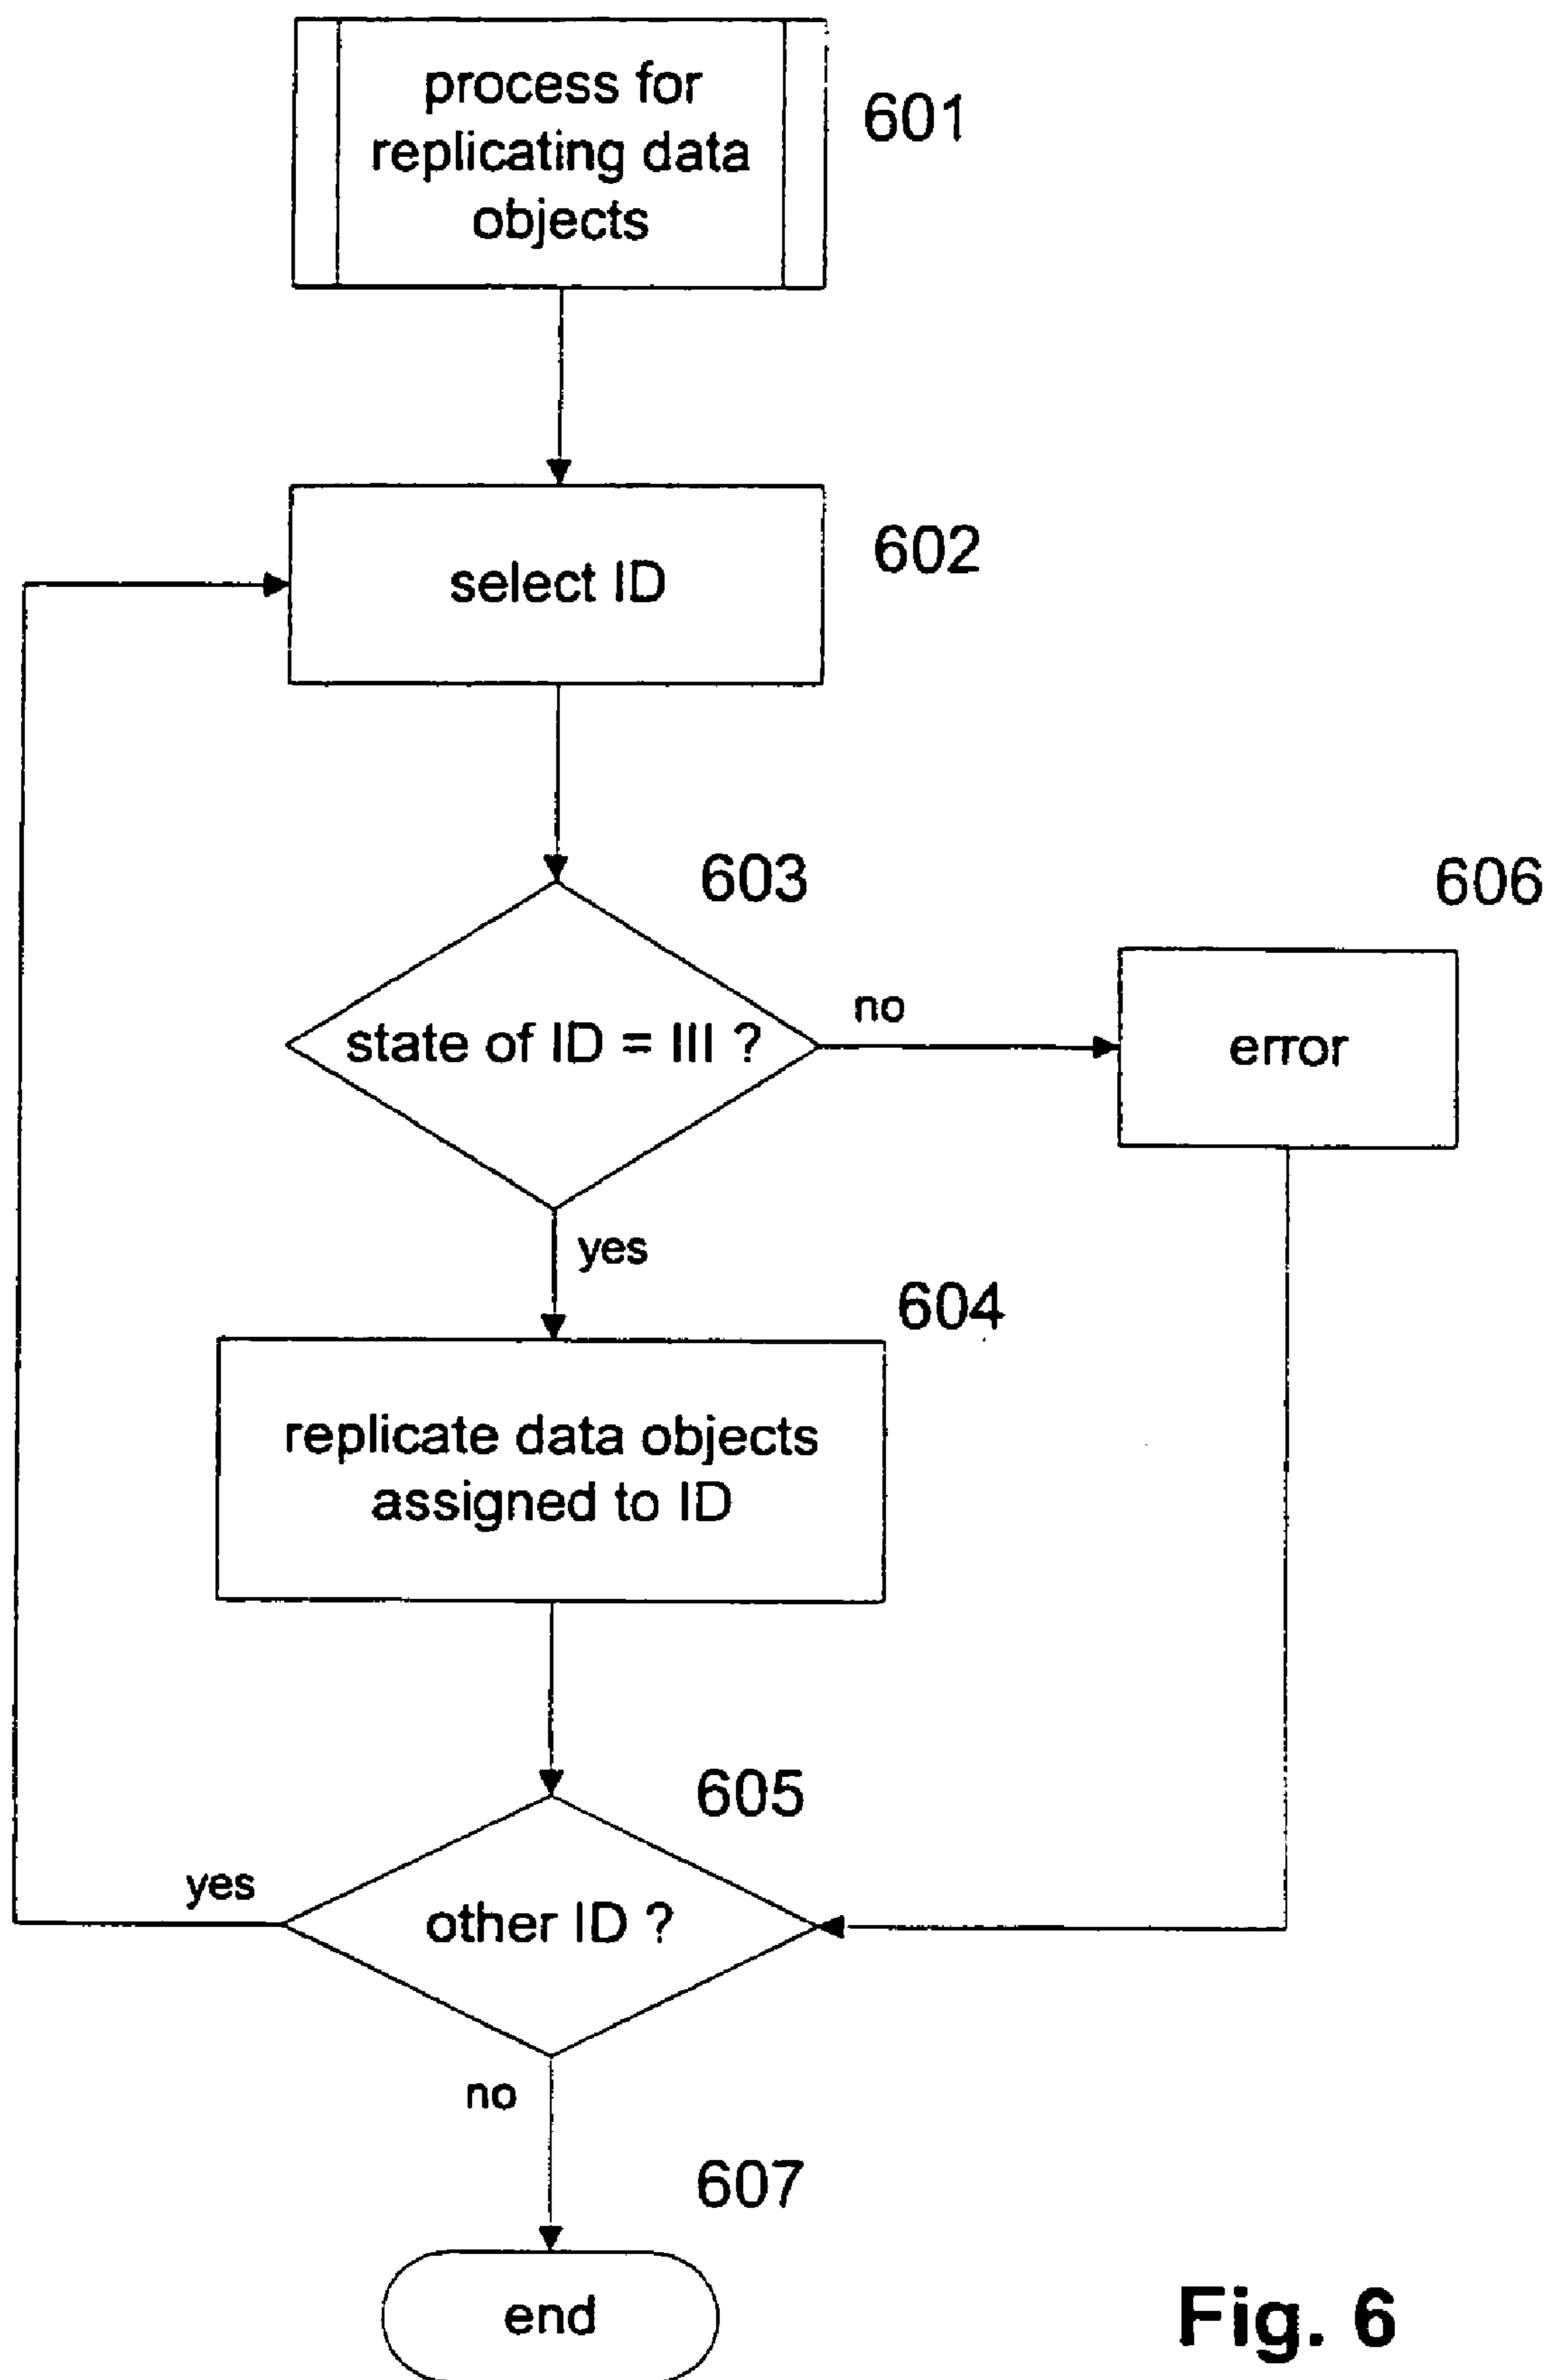 process for
replicating data
objects
601
select ID
602
603
606
state of ID = III ?
no
error
yes
604
replicate data objects
assigned to ID
605
yes
other ID ?
no
607
end
Fig. 6